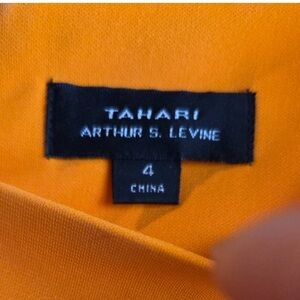 TAHARI
ARTHUR S. LEVINE
4
CHINA